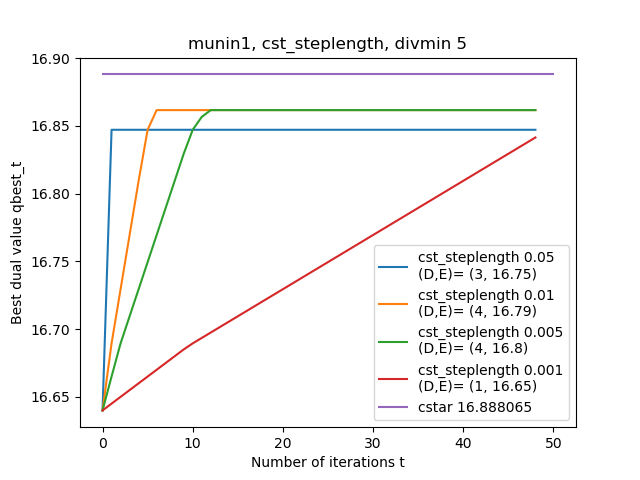 munin1, cst_steplength, divmin 5
Best dual value qbest_t
16.90
16.85
16.80
16.75
16.70
16.65
cst_steplength 0.05
(D,E)= (3, 16.75)
cst_steplength 0.01
(D,E)= (4, 16.79)
cst_steplength 0.005
(D,E)= (4, 16.8)
cst_steplength 0.001
(D,E)= (1, 16.65)
cstar 16.888065
0 10 20 30 40 50
Number of iterations t